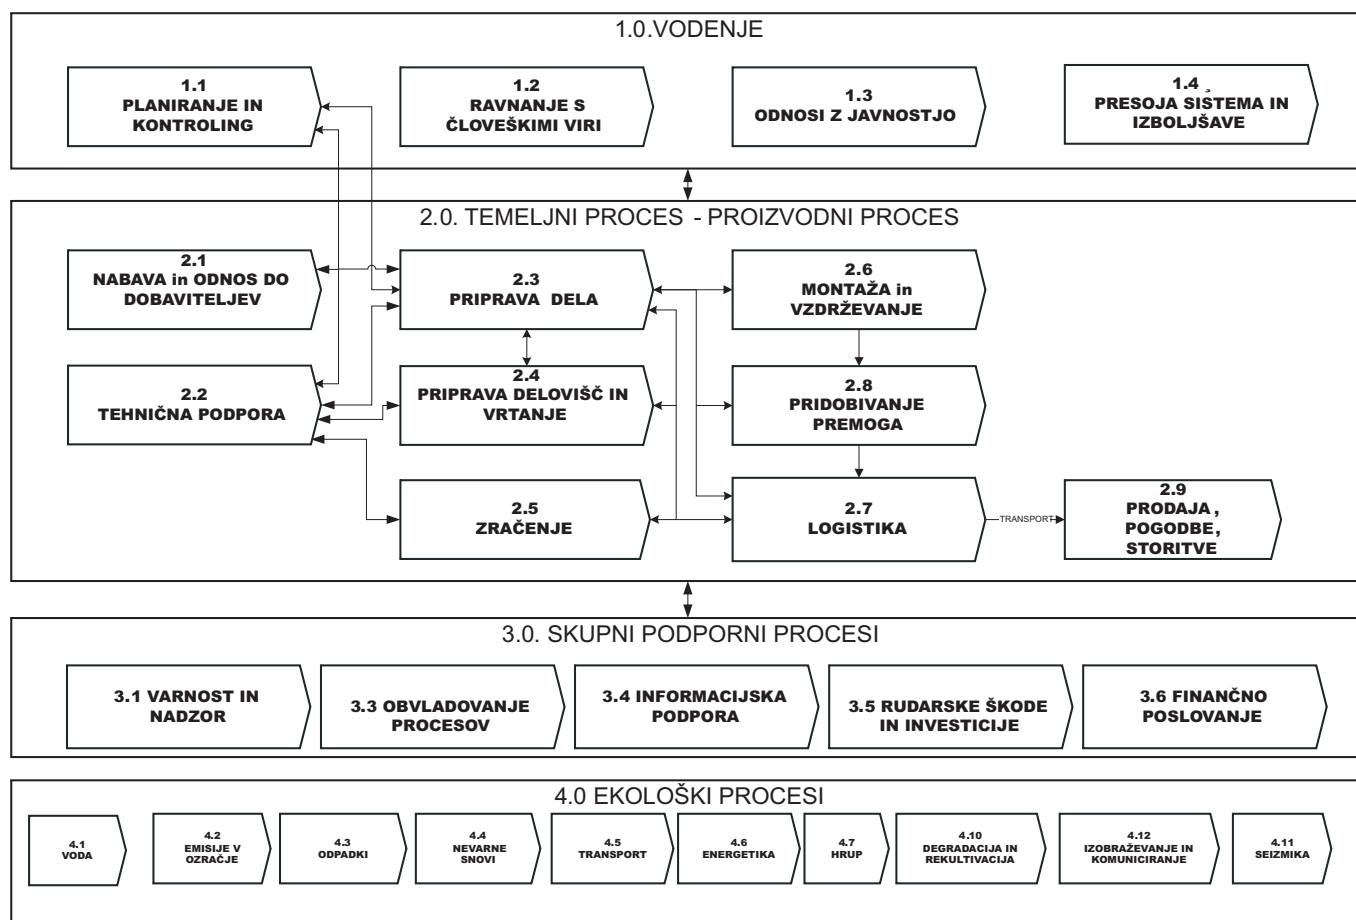 1.0.VODENJE
1.1
PLANIRANJE IN
KONTROLING
1.2
RAVNANJE S
ČLOVEŠKIMI VIRI
1.3
ODNOSI Z JAVNOSTJO
1.4 ¸
PRESOJA SISTEMA IN
IZBOLJŠAVE
2.0. TEMELJNI PROCES - PROIZVODNI PROCES
2.1
NABAVA in ODNOS DO
DOBAVITELJEV
2.3
PRIPRAVA DELA
2.6
MONTAŽA in
VZDRŽEVANJE
2.2
TEHNIČNA PODPORA
2.4
PRIPRAVA DELOVIŠČ IN
VRTANJE
2.8
PRIDOBIVANJE
PREMOGA
2.5
ZRAČENJE
2.7
LOGISTIKA
TRANSPORT
2.9
PRODAJA,
POGODBE,
STORITVE
3.0. SKUPNI PODPORNI PROCESI
3.1 VARNOST IN
NADZOR
3.3 OBVLADOVANJE
PROCESOV
3.4 INFORMACIJSKA
PODPORA
3.5 RUDARSKE ŠKODE
IN INVESTICIJE
3.6 FINANČNO
POSLOVANJE
4.0 EKOLOŠKI PROCESI
4.1
VODA
4.2
EMISIJE V
OZRAČJE
4.3
ODPADKI
4.4
NEVARNE
SNOVI
4.5
TRANSPORT
4.6
ENERGETIKA
4.7
HRUP
4.10
DEGRADACIJA IN
REKULTIVACIJA
4.12
IZOBRAŽEVANJE IN
KOMUNICIRANJE
4.11
SEIZMIKA